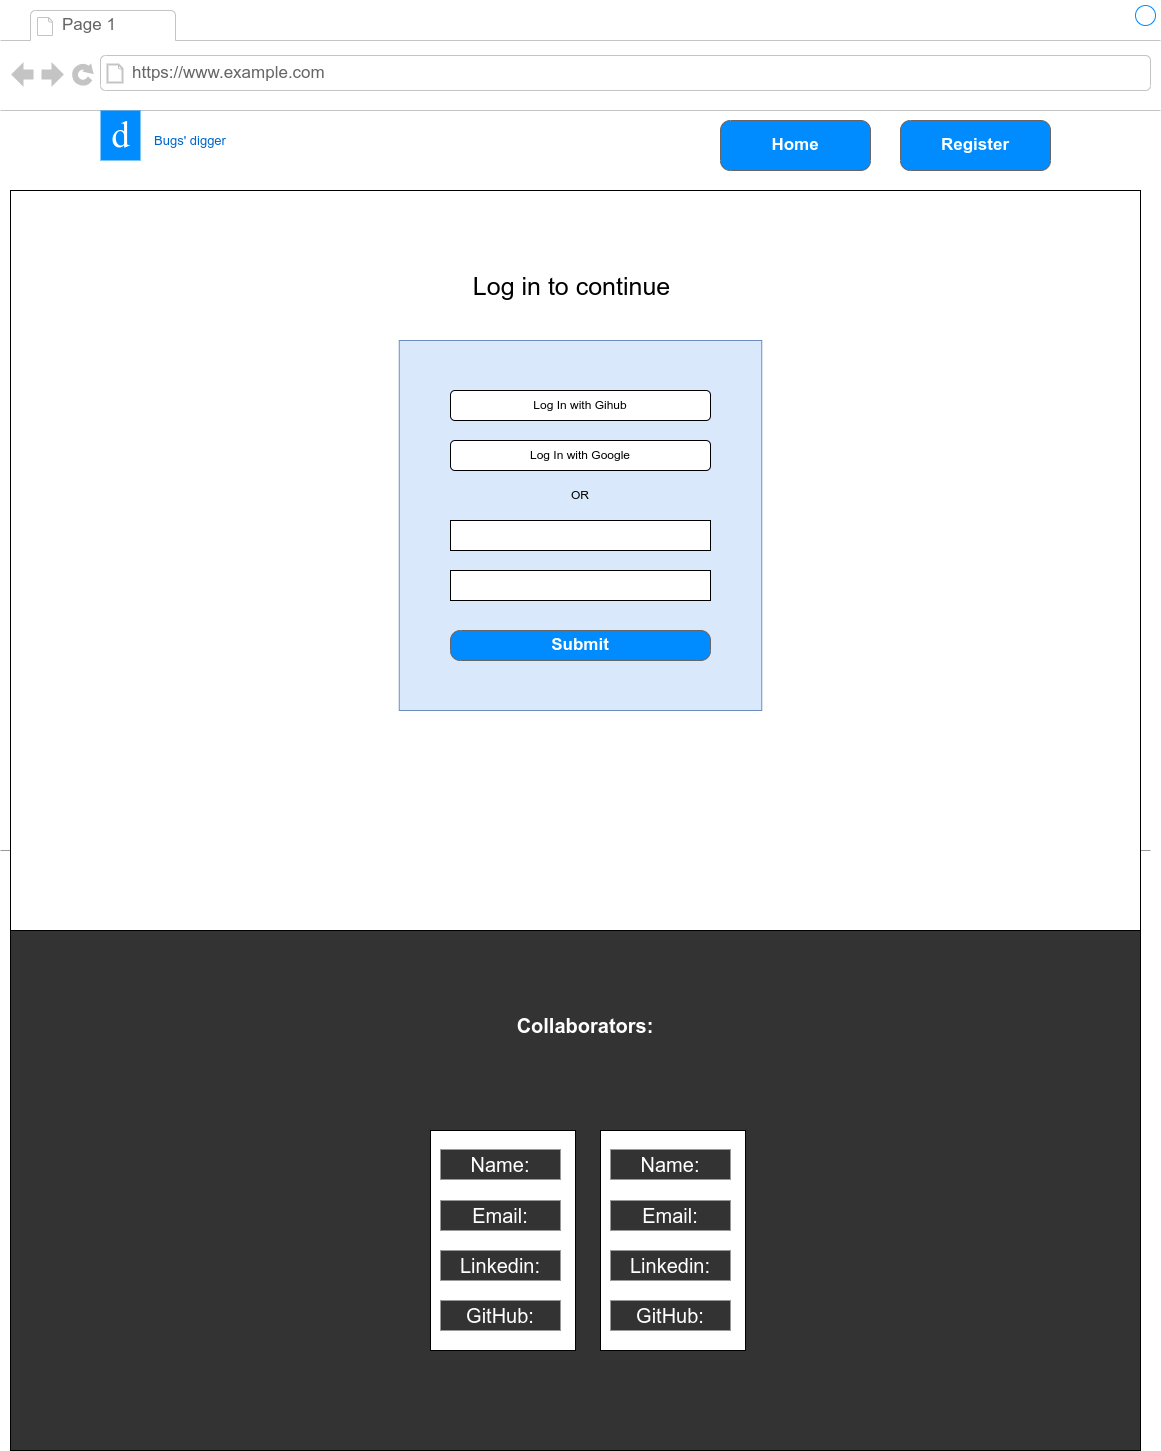 Page 1
https://www.example.com
d
Bugs' digger
Home
Register
Log in to continue
Log In with Gihub
Log In with Google
OR
Submit
Collaborators:
Name:
Email:
Linkedin:
GitHub:
Name:
Email:
Linkedin:
GitHub: